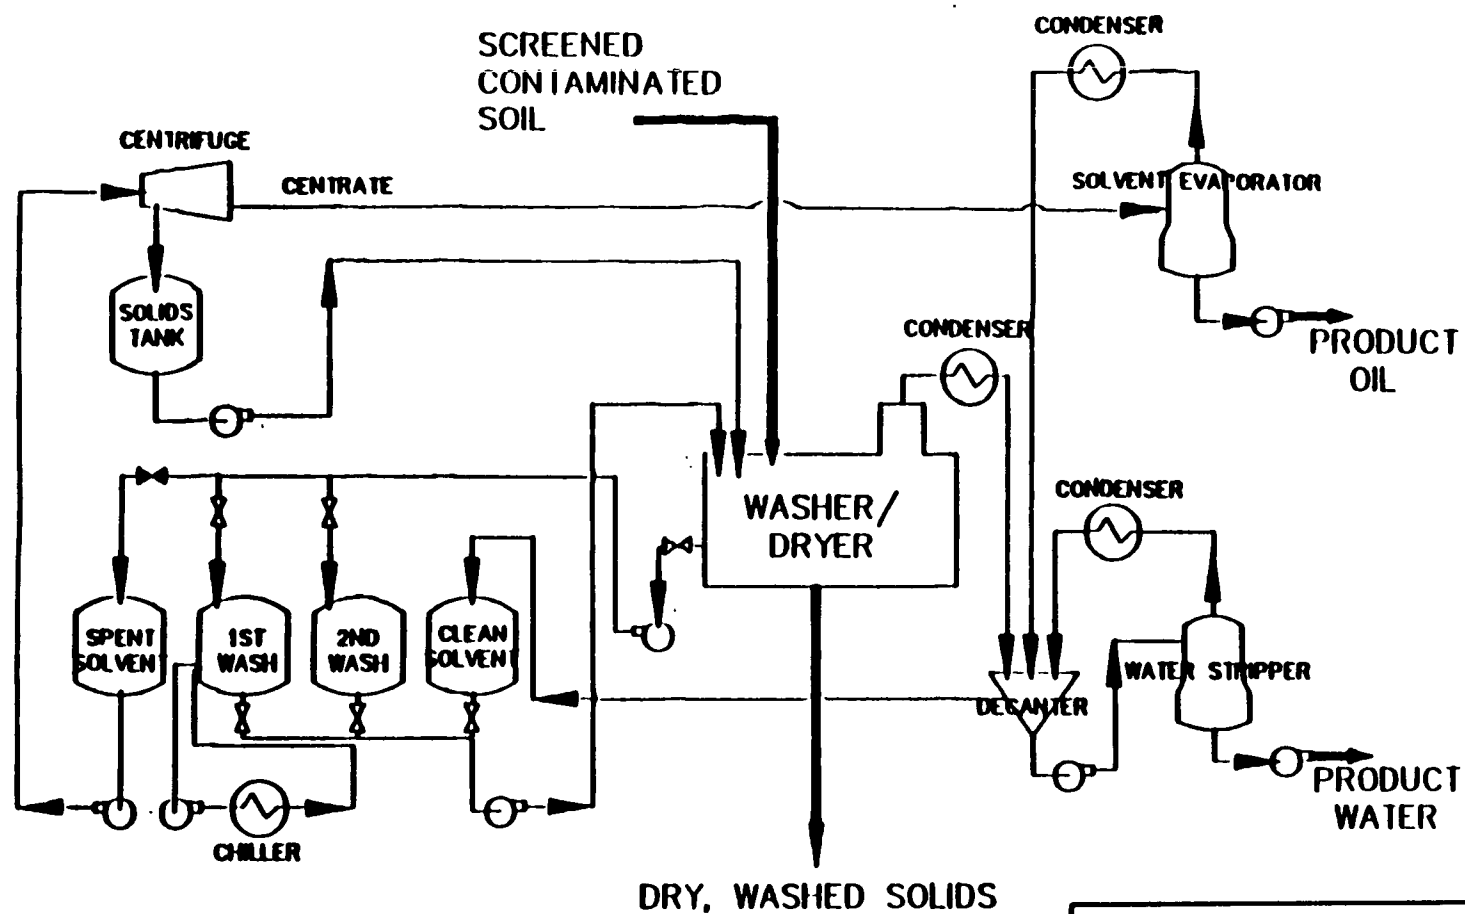 CONDENSER
SCREENED
CONTAMINATED
SOIL
CENTRIFUGE
CENTRATE
SOLVENT EVAPORATOR
SOLIDS
TANK
CONDENSER
PRODUCT
OIL
CONDENSER
WASHER/
DRYER
SPENT
SOLVENT
1ST
WASH
2ND
WASH
CLEAN
SOLVENT
WATER STRIPPER
DECANTER
PRODUCT
WATER
CHILLER
DRY, WASHED SOLIDS